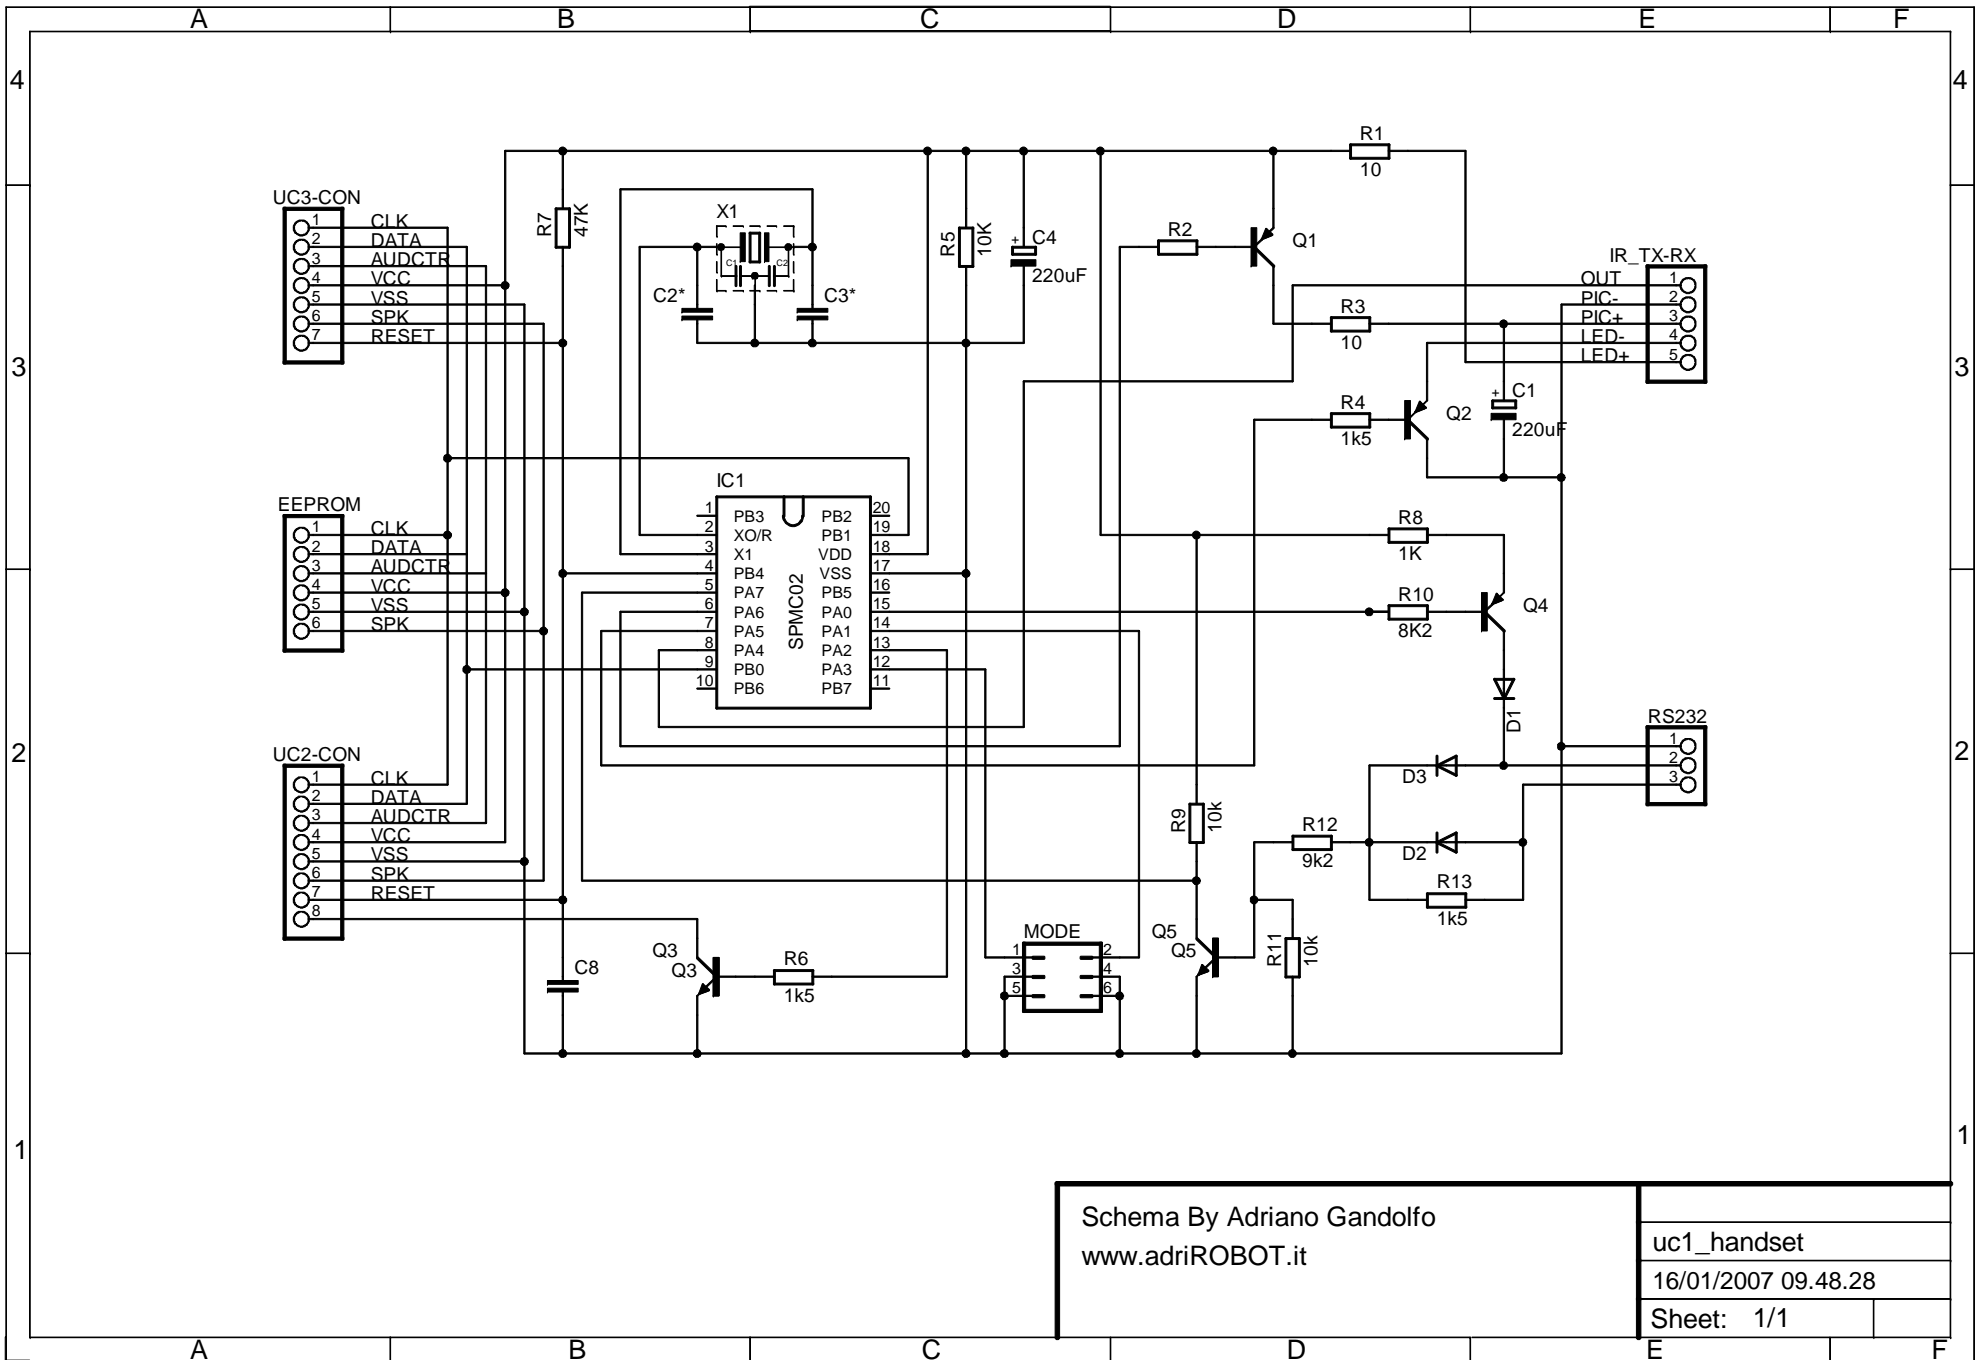 A B C D E F
4 4
3 3
2 2
1 1
A B C D E F
UC3-CON
1 CLK
2 DATA
3 AUDCTR
4 VCC
5 VSS
6 SPK
7 RESET
EEPROM
1 CLK
2 DATA
3 AUDCTR
4 VCC
5 VSS
6 SPK
UC2-CON
1 CLK
2 DATA
3 AUDCTR
4 VCC
5 VSS
6 SPK
7 RESET
8
R7
47K
X1
C1 C2
C2*
C3*
R5
10K
+ C4
220uF
R1
10
R2
Q1
R3
10
R4
1k5
Q2
+ C1
220uF
IR_TX-RX
OUT 1
PIC- 2
PIC+ 3
LED- 4
LED+ 5
IC1
SPMC02
1 PB3 PB2 20
2 XO/R PB1 19
3 X1 VDD 18
4 PB4 VSS 17
5 PA7 PB5 16
6 PA6 PA0 15
7 PA5 PA1 14
8 PA4 PA2 13
9 PB0 PA3 12
10 PB6 PB7 11
R8
1K
R10
8K2
Q4
D1
RS232
1
2
3
D3
D2
R9
10k
R12
9k2
R13
1k5
R11
10k
Q5
Q5
MODE
1 2
3 4
5 6
Q3
Q3
R6
1k5
C8
Schema By Adriano Gandolfo
www.adriROBOT.it
uc1_handset
16/01/2007 09.48.28
Sheet: 1/1